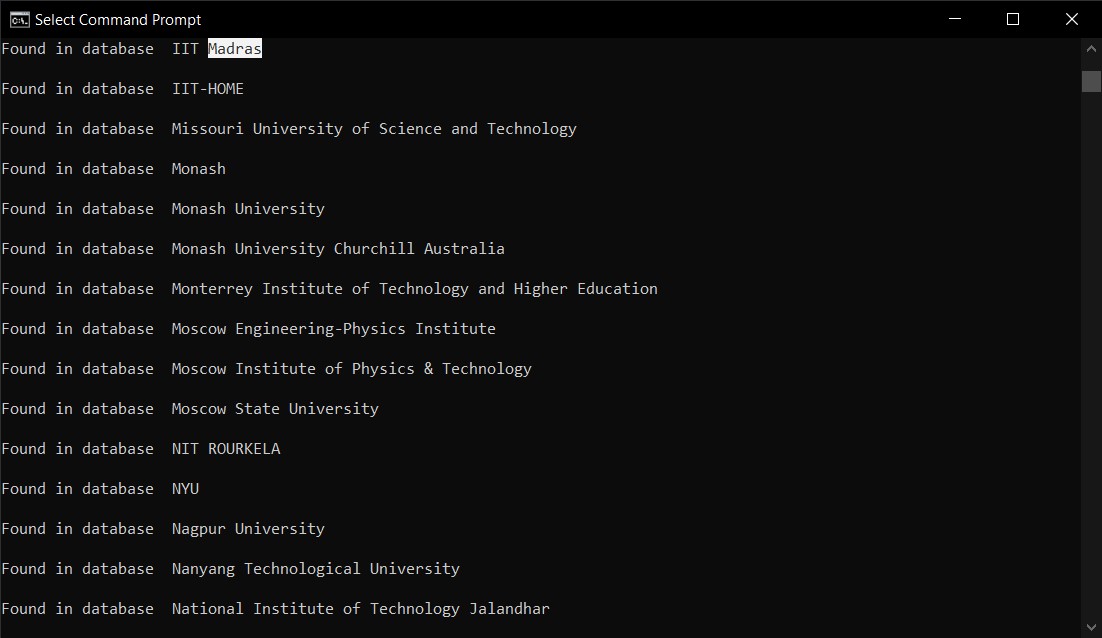 Select Command Prompt
Found in database  IIT Madras
Found in database  IIT-HOME
Found in database  Missouri University of Science and Technology
Found in database  Monash
Found in database  Monash University
Found in database  Monash University Churchill Australia
Found in database  Monterrey Institute of Technology and Higher Education
Found in database  Moscow Engineering-Physics Institute
Found in database  Moscow Institute of Physics & Technology
Found in database  Moscow State University
Found in database  NIT ROURKELA
Found in database  NYU
Found in database  Nagpur University
Found in database  Nanyang Technological University
Found in database  National Institute of Technology Jalandhar